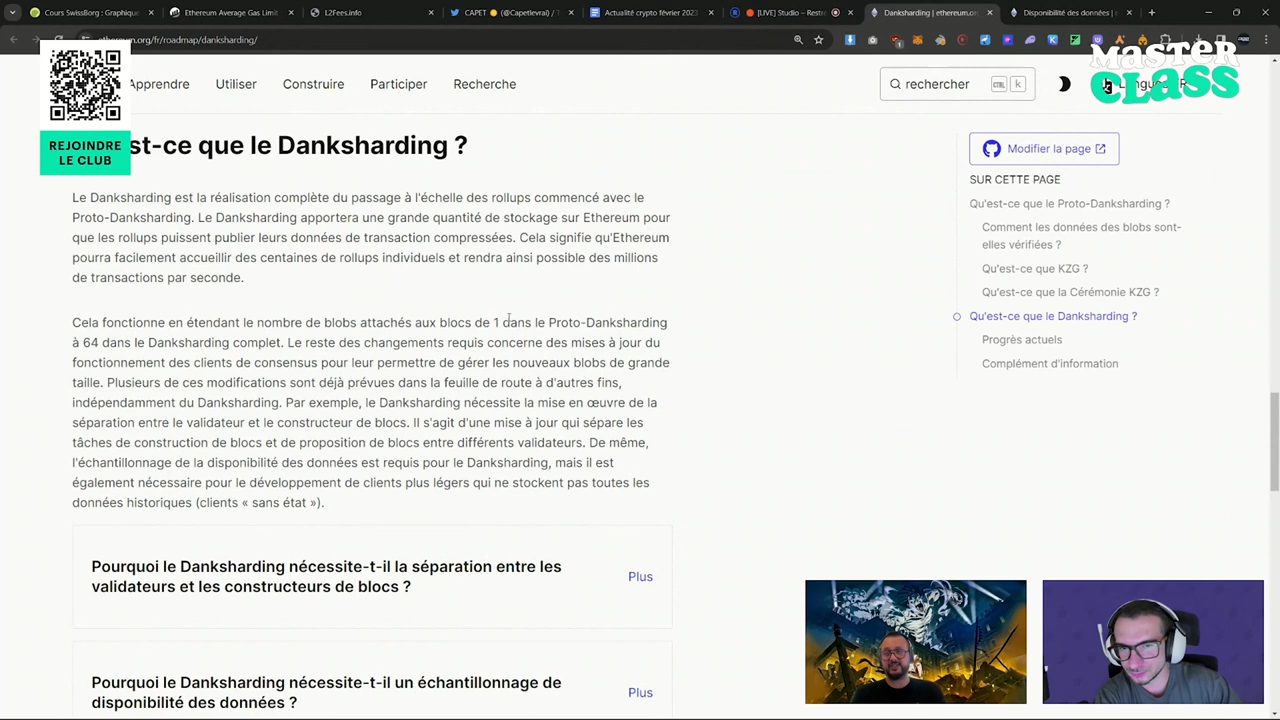 Cours SwissBorg : Graphique
Ethereum Average Gas Limit
L2Fees.info
CAPET (@Capetlevrai) /
Actualité crypto février 2023
[LIVE] Studio – Restre
Danksharding | ethereum.or
Disponibilité des données | e
ethereum.org/fr/roadmap/danksharding/
MASTER
CLASS
Apprendre
Utiliser
Construire
Participer
Recherche
rechercher
CTRL
k
REJOINDRE
LE CLUB
st-ce que le Danksharding ?
Le Danksharding est la réalisation complète du passage à l'échelle des rollups commencé avec le
Proto-Danksharding. Le Danksharding apportera une grande quantité de stockage sur Ethereum pour
que les rollups puissent publier leurs données de transaction compressées. Cela signifie qu'Ethereum
pourra facilement accueillir des centaines de rollups individuels et rendra ainsi possible des millions
de transactions par seconde.
Cela fonctionne en étendant le nombre de blobs attachés aux blocs de 1 dans le Proto-Danksharding
à 64 dans le Danksharding complet. Le reste des changements requis concerne des mises à jour du
fonctionnement des clients de consensus pour leur permettre de gérer les nouveaux blobs de grande
taille. Plusieurs de ces modifications sont déjà prévues dans la feuille de route à d'autres fins,
indépendamment du Danksharding. Par exemple, le Danksharding nécessite la mise en œuvre de la
séparation entre le validateur et le constructeur de blocs. Il s'agit d'une mise à jour qui sépare les
tâches de construction de blocs et de proposition de blocs entre différents validateurs. De même,
l'échantillonnage de la disponibilité des données est requis pour le Danksharding, mais il est
également nécessaire pour le développement de clients plus légers qui ne stockent pas toutes les
données historiques (clients « sans état »).
Pourquoi le Danksharding nécessite-t-il la séparation entre les
validateurs et les constructeurs de blocs ?
Plus
Pourquoi le Danksharding nécessite-t-il un échantillonnage de
disponibilité des données ?
Plus
Modifier la page
SUR CETTE PAGE
Qu'est-ce que le Proto-Danksharding ?
Comment les données des blobs sont-
elles vérifiées ?
Qu'est-ce que KZG ?
Qu'est-ce que la Cérémonie KZG ?
Qu'est-ce que le Danksharding ?
Progrès actuels
Complément d'information